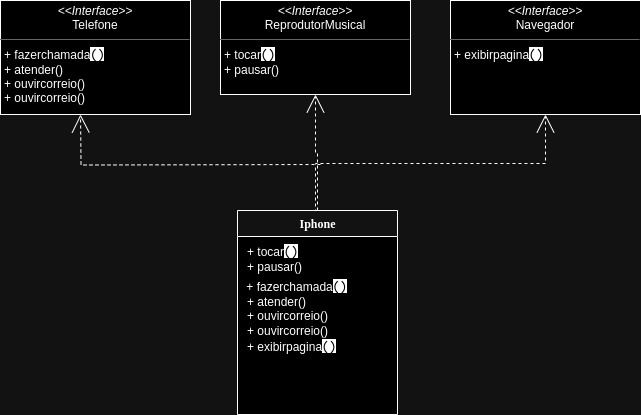 <<Interface>>
Telefone
+ fazerchamada()
+ atender()
+ ouvircorreio()
+ ouvircorreio()
<<Interface>>
ReprodutorMusical
+ tocar()
+ pausar()
<<Interface>>
Navegador
+ exibirpagina()
Iphone
+ tocar()
+ pausar()
+ fazerchamada()
+ atender()
+ ouvircorreio()
+ ouvircorreio()
+ exibirpagina()